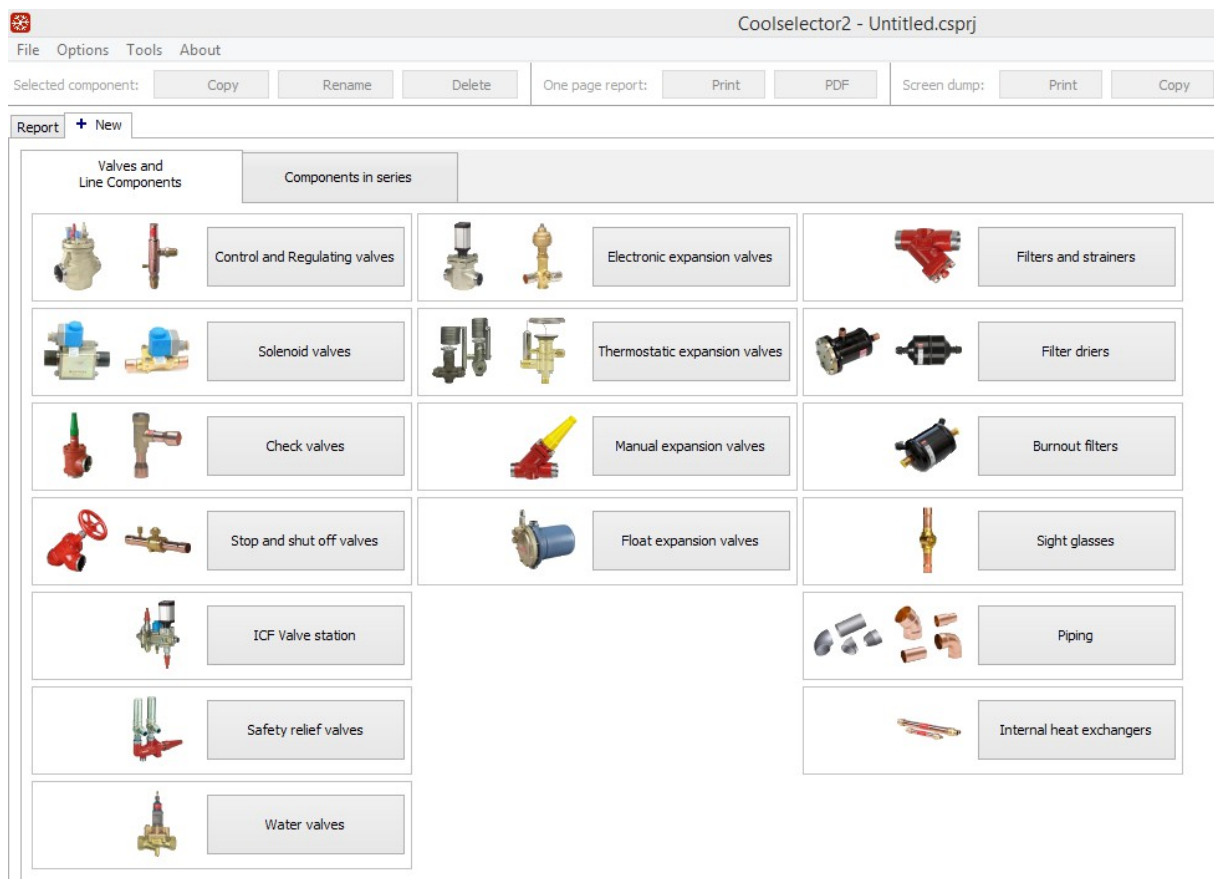 Coolselector2 - Untitled.csprj
File Options Tools About
Selected component: Copy Rename Delete One page report: Print PDF Screen dump: Print Copy
Report + New
Valves and
Line Components
Components in series
Control and Regulating valves Electronic expansion valves Filters and strainers
Solenoid valves Thermostatic expansion valves Filter driers
Check valves Manual expansion valves Burnout filters
Stop and shut off valves Float expansion valves Sight glasses
ICF Valve station Piping
Safety relief valves Internal heat exchangers
Water valves